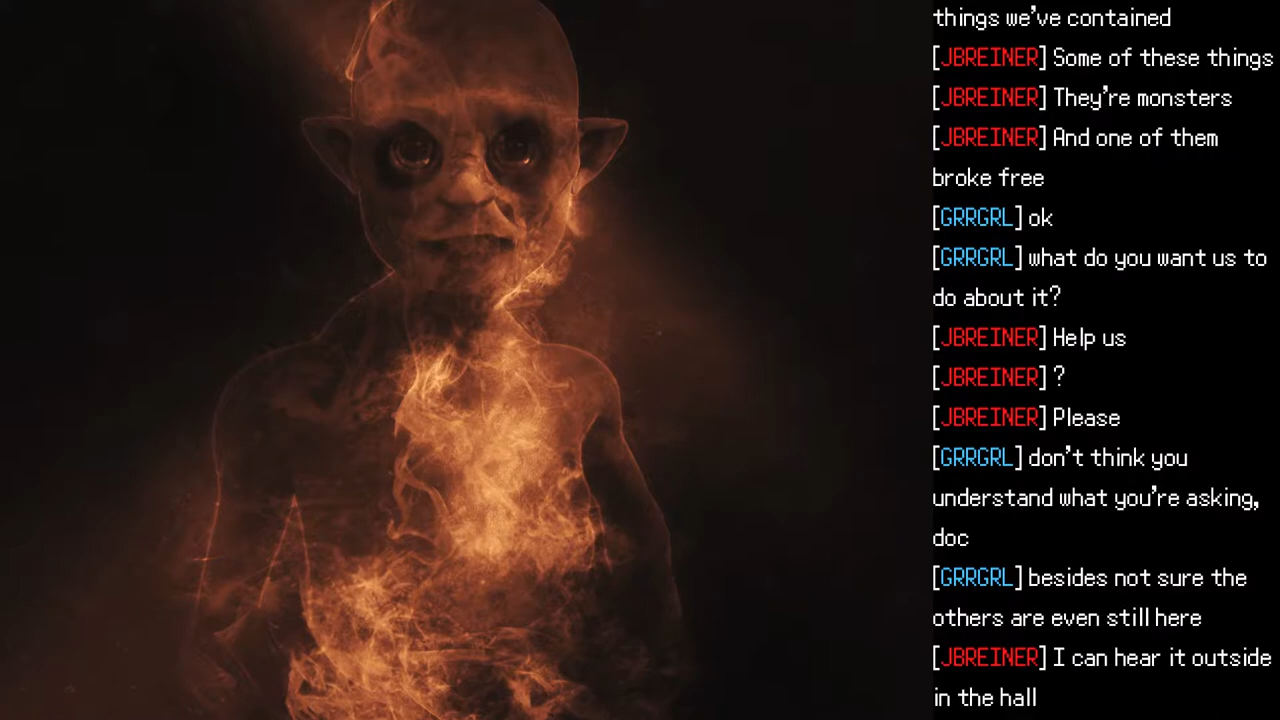 things we've contained
[JBREINER] Some of these things
[JBREINER] They're monsters
[JBREINER] And one of them
broke free
[GRRGRL] ok
[GRRGRL] what do you want us to
do about it?
[JBREINER] Help us
[JBREINER] ?
[JBREINER] Please
[GRRGRL] don't think you
understand what you're asking,
doc
[GRRGRL] besides not sure the
others are even still here
[JBREINER] I can hear it outside
in the hall